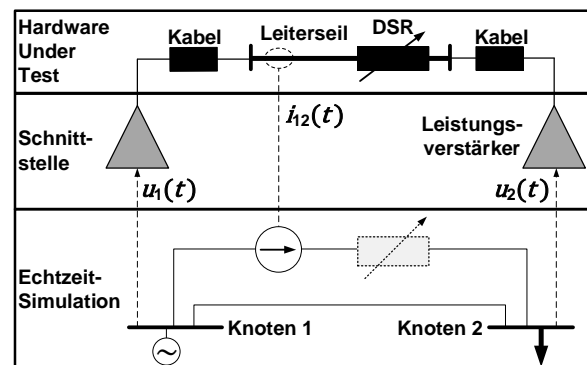 Hardware
Under
Test
Kabel
Leiterseil
DSR
Kabel
i12(t)
Schnitt-
stelle
Leistungs-
verstärker
u1(t)
u2(t)
Echtzeit-
Simulation
Knoten 1
Knoten 2
~